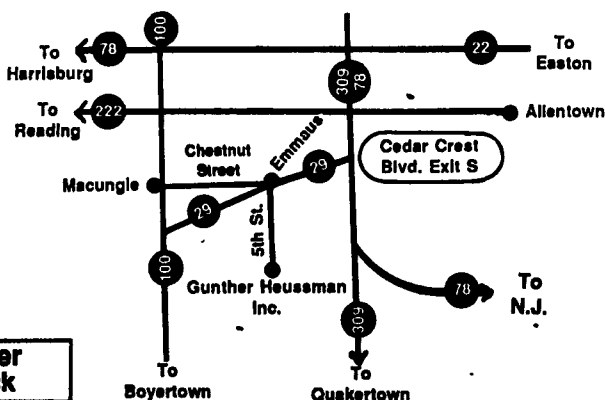 100
To
Harrisburg
78
22
To
Easton
309
78
To
Reading
222
Allentown
Chestnut
Street
Emmaus
29
Cedar Crest
Blvd. Exit S
Macungie
29
5th St.
100
Gunther Heussman
Inc.
78
To
N.J.
309
To
Boyertown
To
Quakertown